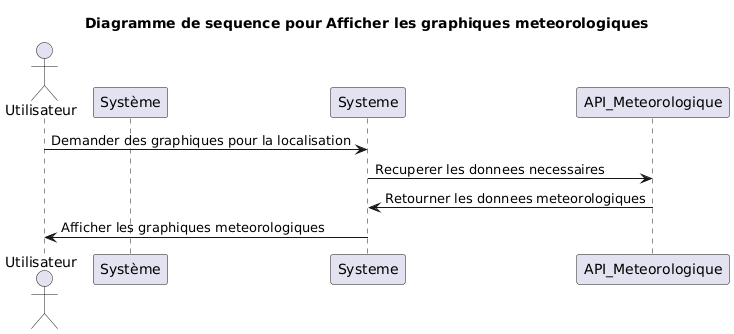 Diagramme de sequence pour Afficher les graphiques meteorologiques
Utilisateur
Système
Systeme
API_Meteorologique
Demander des graphiques pour la localisation
Recuperer les donnees necessaires
Retourner les donnees meteorologiques
Afficher les graphiques meteorologiques
Utilisateur
Système
Systeme
API_Meteorologique